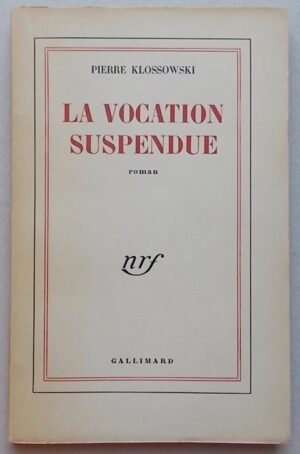 PIERRE KLOSSOWSKI
LA VOCATION
SUSPENDUE
roman
nrf
GALLIMARD